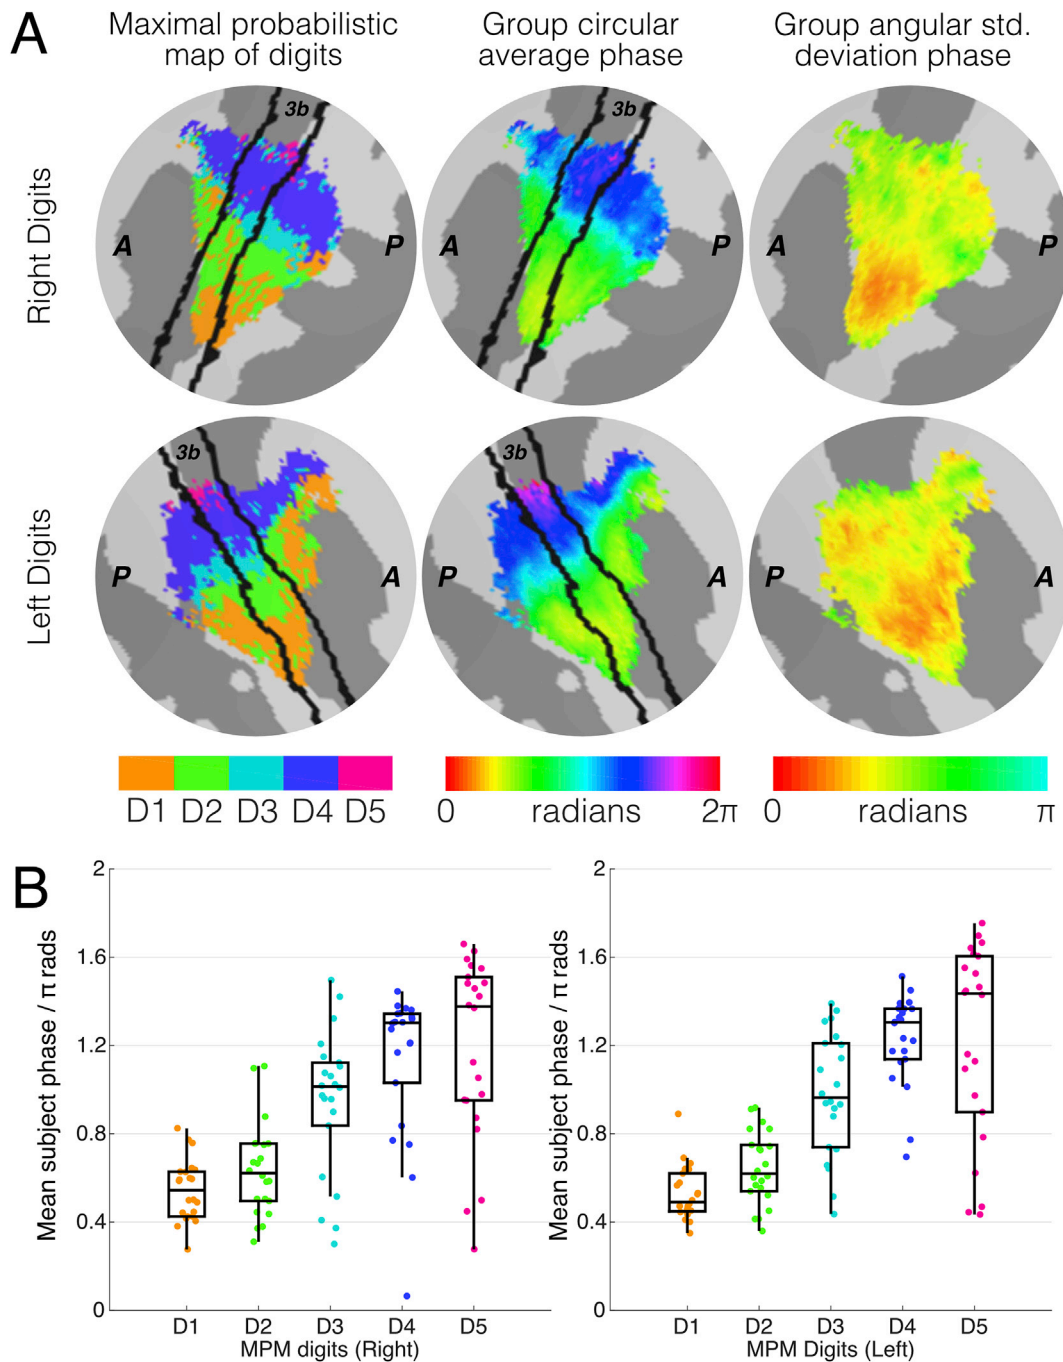 A
Maximal probabilistic
map of digits
Group circular
average phase
Group angular std.
deviation phase
Right Digits
3b
A
P
3b
A
P
A
P
Left Digits
3b
P
A
3b
P
A
P
A
D1 D2 D3 D4 D5
0 radians 2π
0 radians π
B
Mean subject phase / π rads
2
1.6
1.2
0.8
0.4
0
D1 D2 D3 D4 D5
MPM digits (Right)
Mean subject phase / π rads
2
1.6
1.2
0.8
0.4
0
D1 D2 D3 D4 D5
MPM Digits (Left)